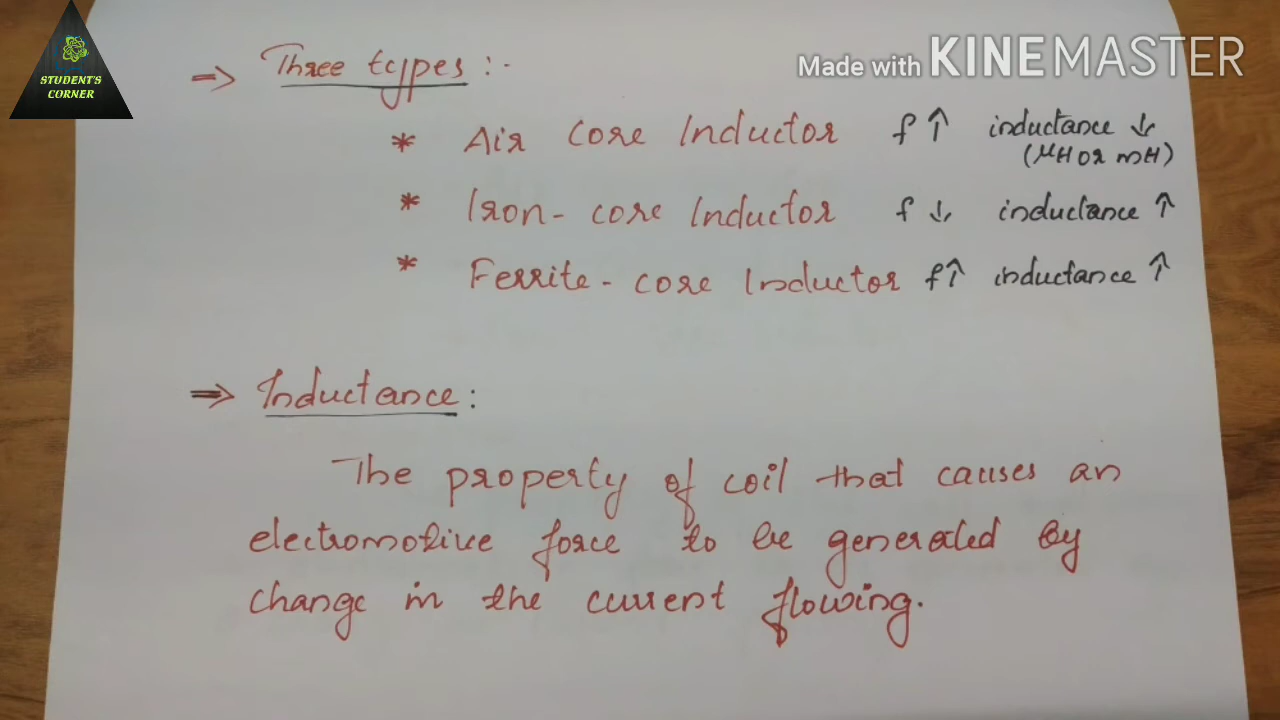 STUDENT'S
CORNER
Made with KINEMASTER
⇒ Three types :-
* Air Core Inductor f↑ inductance ↓
(μH or mH)
* Iron-core Inductor f ↓ inductance ↑
* Ferrite-core Inductor f↑ inductance ↑
⇒ Inductance:
The property of coil that causes an
electromotive force to be generated by
change in the current flowing.